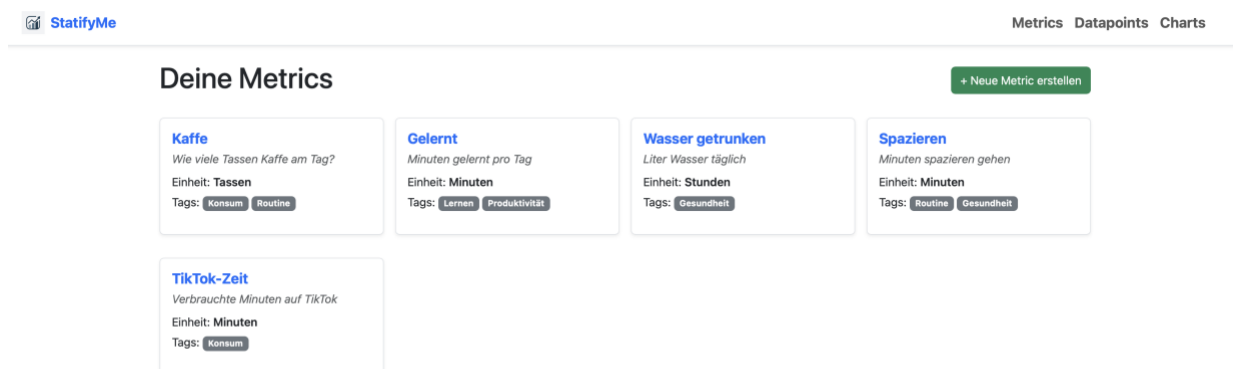 StatifyMe
Metrics Datapoints Charts
Deine Metrics
+ Neue Metric erstellen
Kaffe
Wie viele Tassen Kaffe am Tag?
Einheit: Tassen
Tags: Konsum Routine
Gelernt
Minuten gelernt pro Tag
Einheit: Minuten
Tags: Lernen Produktivität
Wasser getrunken
Liter Wasser täglich
Einheit: Stunden
Tags: Gesundheit
Spazieren
Minuten spazieren gehen
Einheit: Minuten
Tags: Routine Gesundheit
TikTok-Zeit
Verbrauchte Minuten auf TikTok
Einheit: Minuten
Tags: Konsum